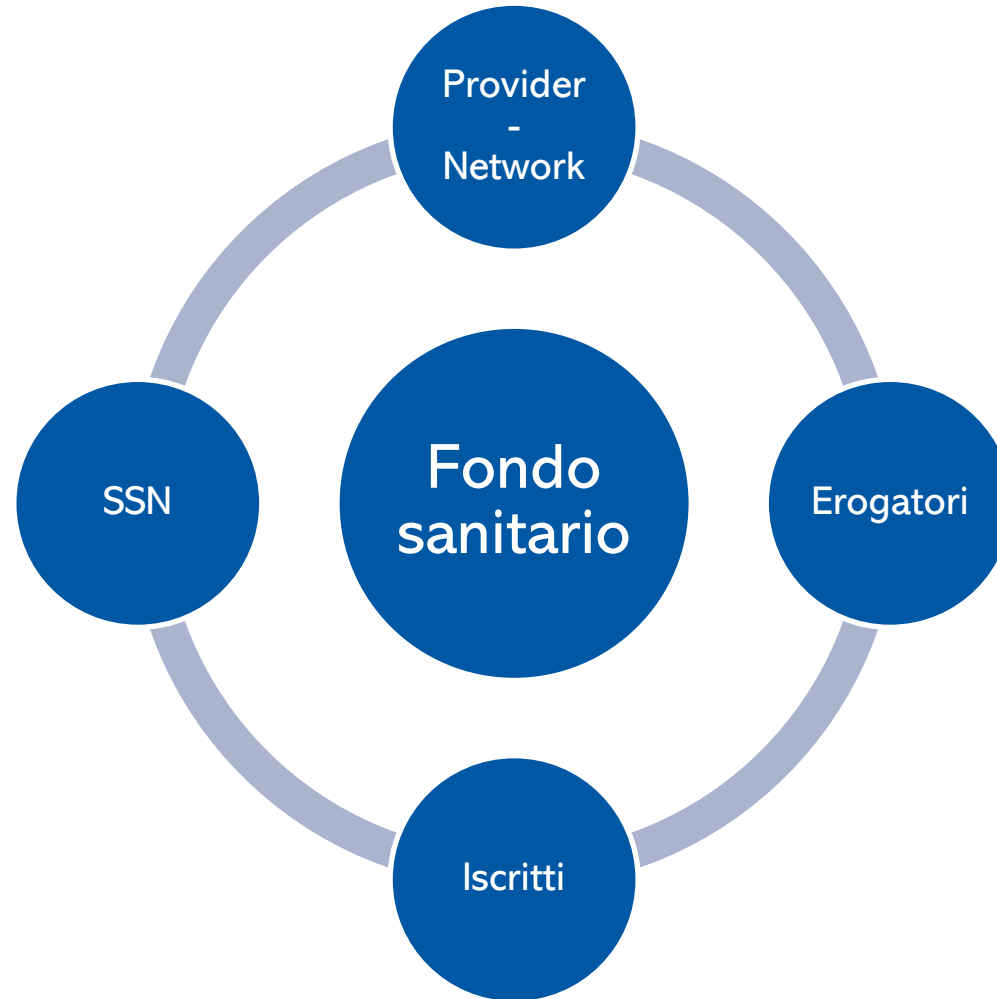 Provider
-
Network
Fondo
sanitario
SSN
Erogatori
Iscritti